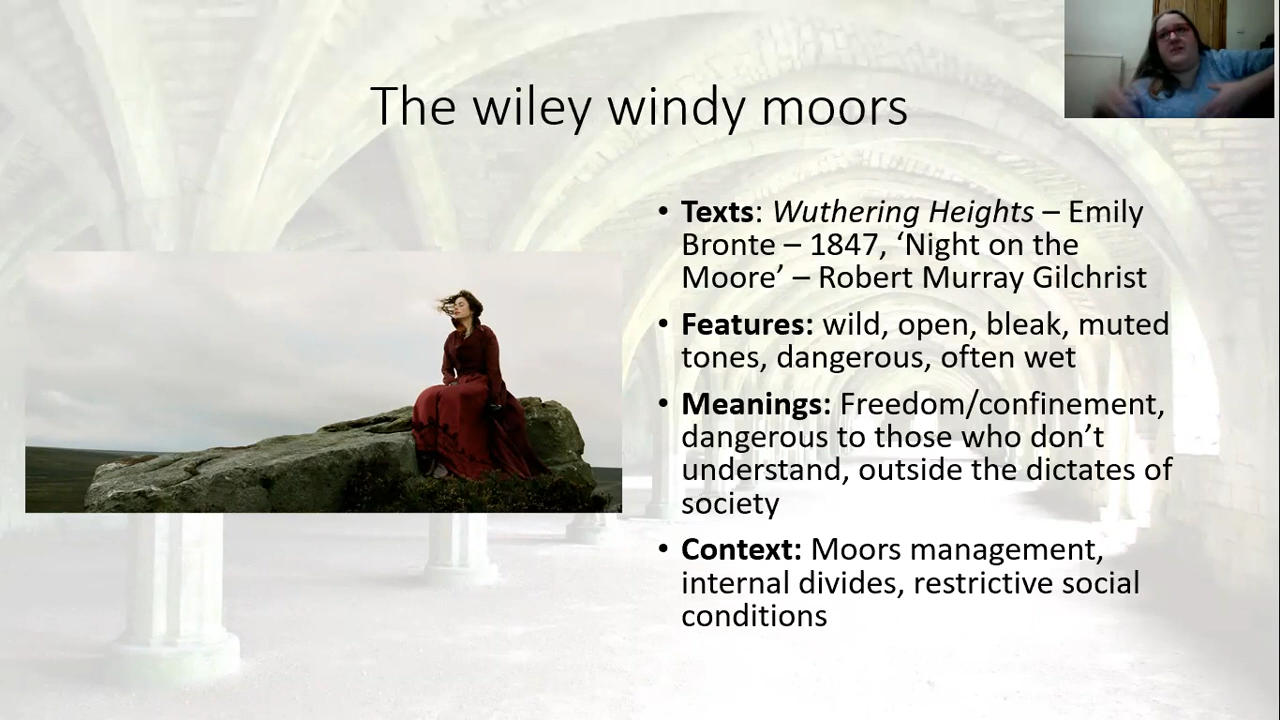 The wiley windy moors
• Texts: Wuthering Heights – Emily
Bronte – 1847, ‘Night on the
Moore’ – Robert Murray Gilchrist
• Features: wild, open, bleak, muted
tones, dangerous, often wet
• Meanings: Freedom/confinement,
dangerous to those who don’t
understand, outside the dictates of
society
• Context: Moors management,
internal divides, restrictive social
conditions